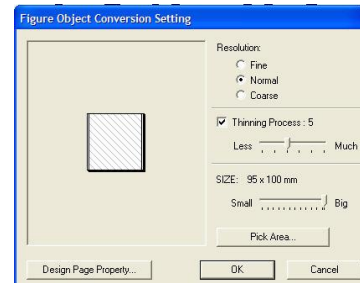 Figure Object Conversion Setting
Resolution:
Fine
Normal
Coarse
Thinning Process : 5
Less
Much
SIZE: 95 x 100 mm
Small
Big
Pick Area...
Design Page Property...
OK
Cancel